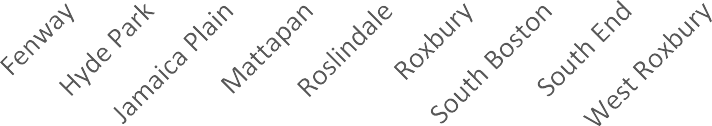 Fenway
Hyde Park
Jamaica Plain
Mattapan
Roslindale
Roxbury
South Boston
South End
West Roxbury